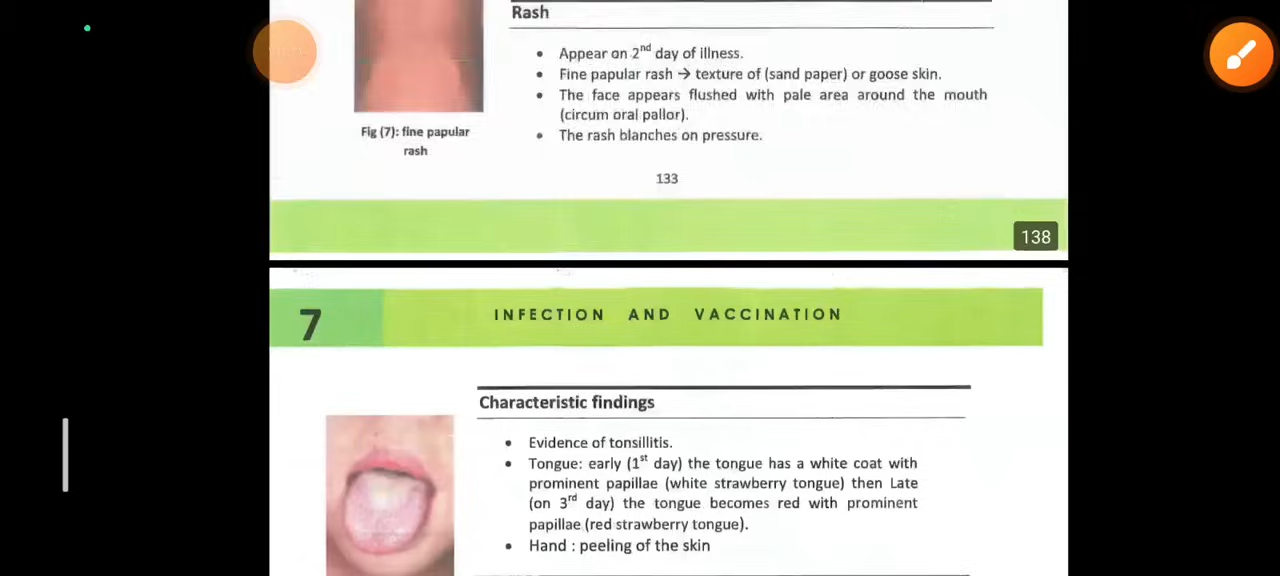 Rash
• Appear on 2nd day of illness.
• Fine papular rash → texture of (sand paper) or goose skin.
• The face appears flushed with pale area around the mouth
(circum oral pallor).
• The rash blanches on pressure.
Fig (7): fine papular
rash
133
138
7
INFECTION AND VACCINATION
Characteristic findings
• Evidence of tonsillitis.
• Tongue: early (1st day) the tongue has a white coat with
prominent papillae (white strawberry tongue) then Late
(on 3rd day) the tongue becomes red with prominent
papillae (red strawberry tongue).
• Hand : peeling of the skin